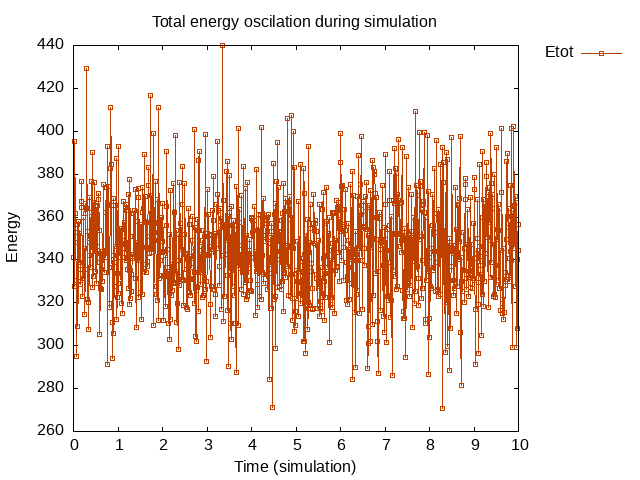 Total energy oscilation during simulation
Etot
440
420
400
380
360
340
320
300
280
260
Energy
0 1 2 3 4 5 6 7 8 9 10
Time (simulation)